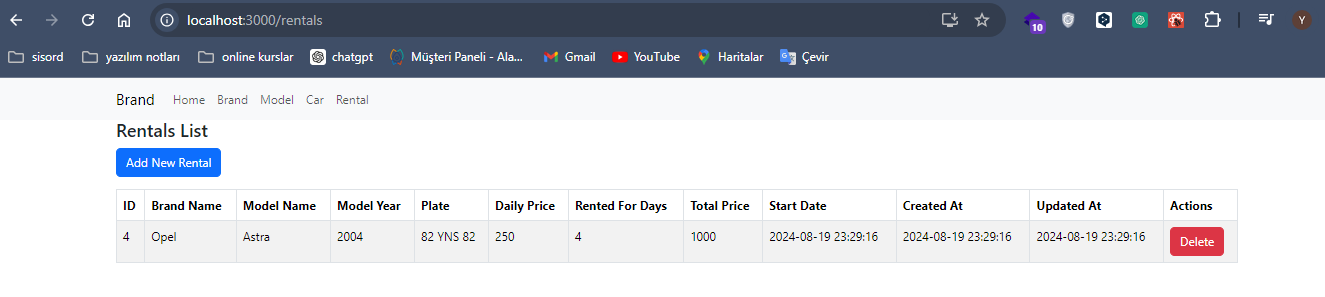 localhost:3000/rentals
10
Y
sisord yazılım notları online kurslar chatgpt Müşteri Paneli - Ala... Gmail YouTube Haritalar Çevir
Brand Home Brand Model Car Rental
Rentals List
Add New Rental
ID Brand Name Model Name Model Year Plate Daily Price Rented For Days Total Price Start Date Created At Updated At Actions
4 Opel Astra 2004 82 YNS 82 250 4 1000 2024-08-19 23:29:16 2024-08-19 23:29:16 2024-08-19 23:29:16 Delete